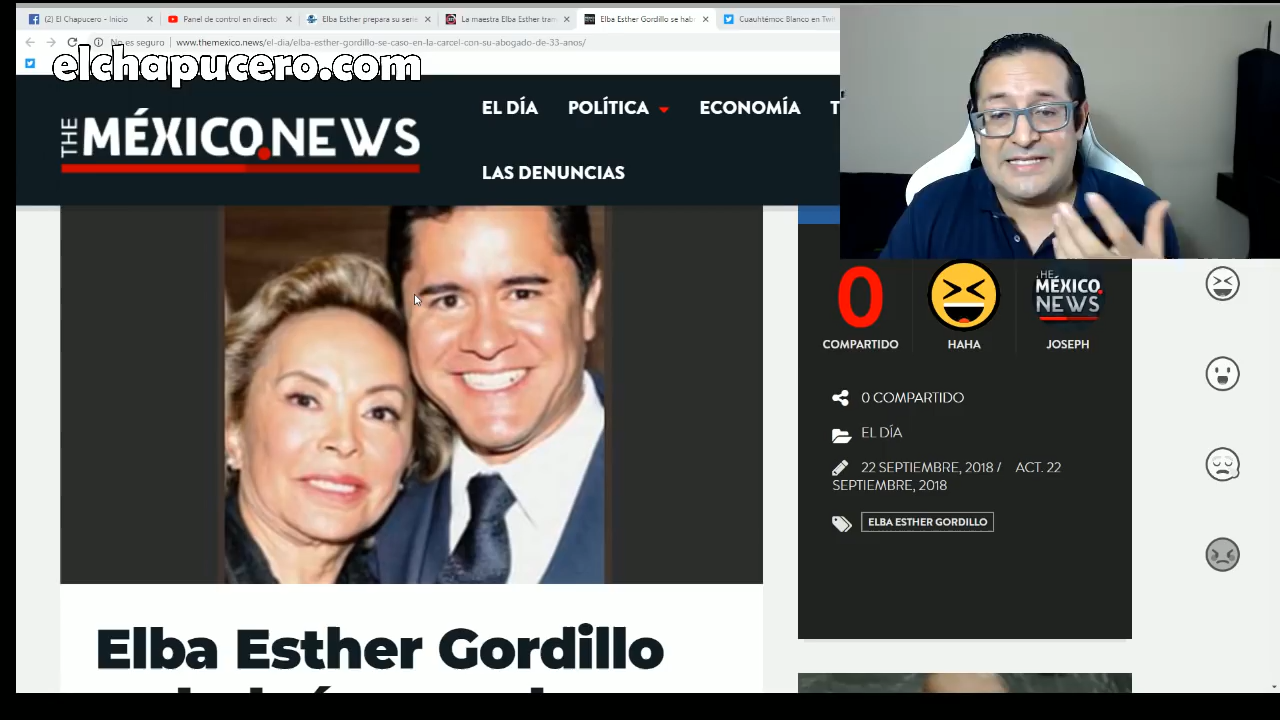 (2) El Chapucero - Inicio
Panel de control en directo
Elba Esther prepara su serie
La maestra Elba Esther tram
Elba Esther Gordillo se hab
Cuauhtémoc Blanco en Twi
No es seguro
www.themexico.news/el-dia/elba-esther-gordillo-se-caso-en-la-carcel-con-su-abogado-de-33-anos/
elchapucero.com
THE MÉXICO.NEWS
EL DÍA
POLÍTICA
ECONOMÍA
T
LAS DENUNCIAS
0
COMPARTIDO
HAHA
THE
MÉXICO.
NEWS
JOSEPH
0 COMPARTIDO
EL DÍA
22 SEPTIEMBRE, 2018 / ACT. 22
SEPTIEMBRE, 2018
ELBA ESTHER GORDILLO
Elba Esther Gordillo